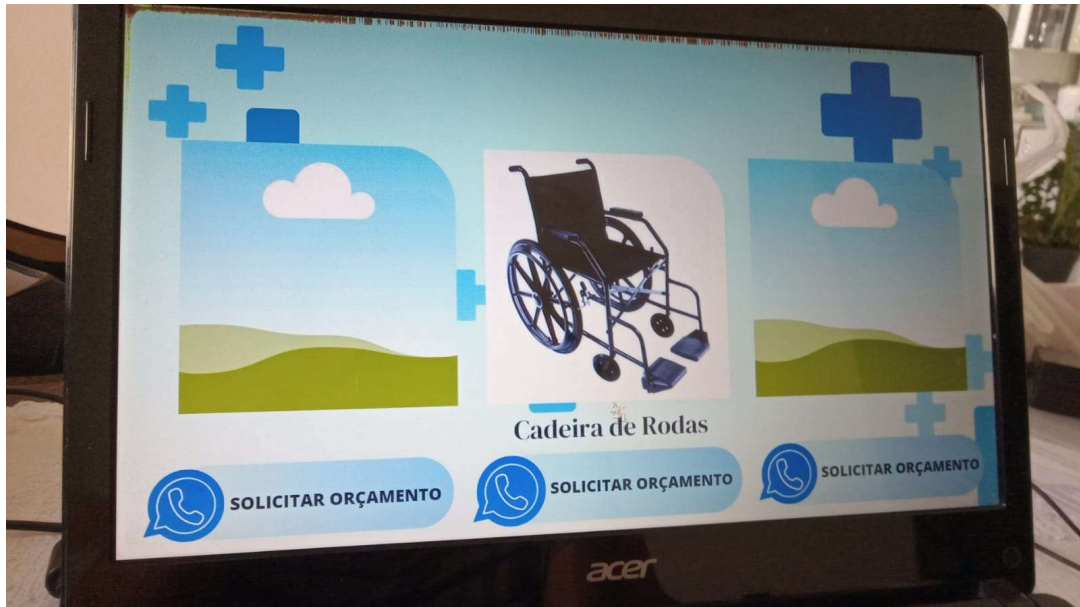 Cadeira de Rodas
SOLICITAR ORÇAMENTO
SOLICITAR ORÇAMENTO
SOLICITAR ORÇAMENTO
acer